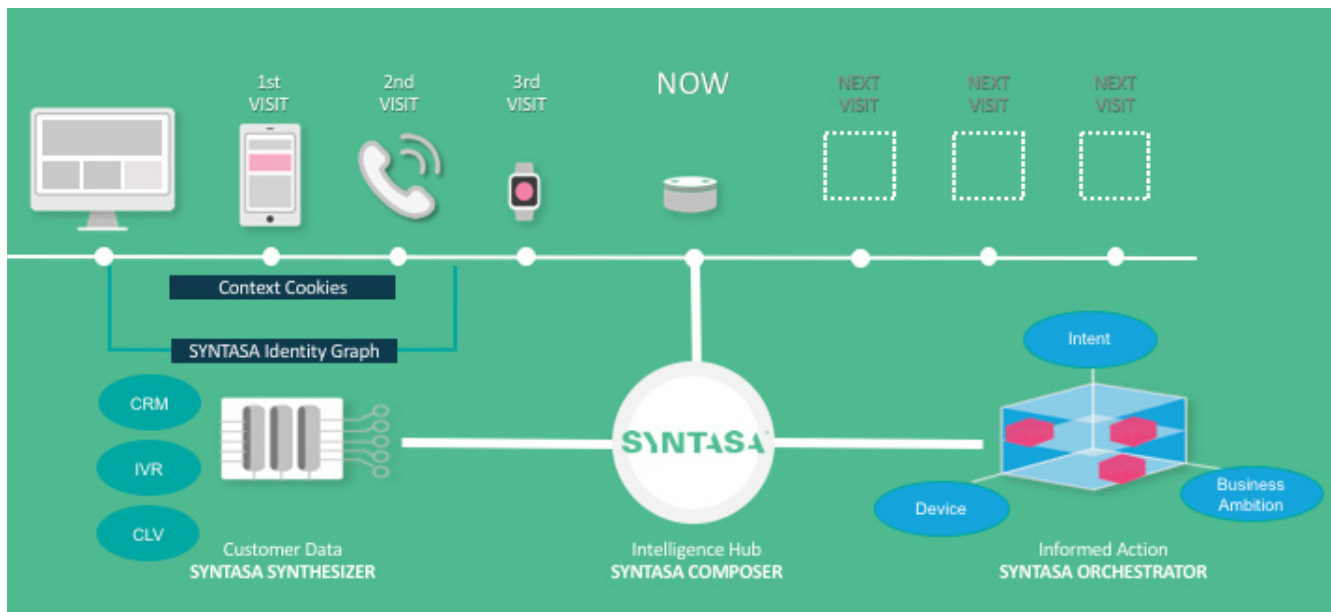 1st
VISIT
2nd
VISIT
3rd
VISIT
NOW
NEXT
VISIT
NEXT
VISIT
NEXT
VISIT
Context Cookies
SYNTASA Identity Graph
CRM
IVR
CLV
SYNTASA
Intent
Device
Business
Ambition
Customer Data
SYNTASA SYNTHESIZER
Intelligence Hub
SYNTASA COMPOSER
Informed Action
SYNTASA ORCHESTRATOR